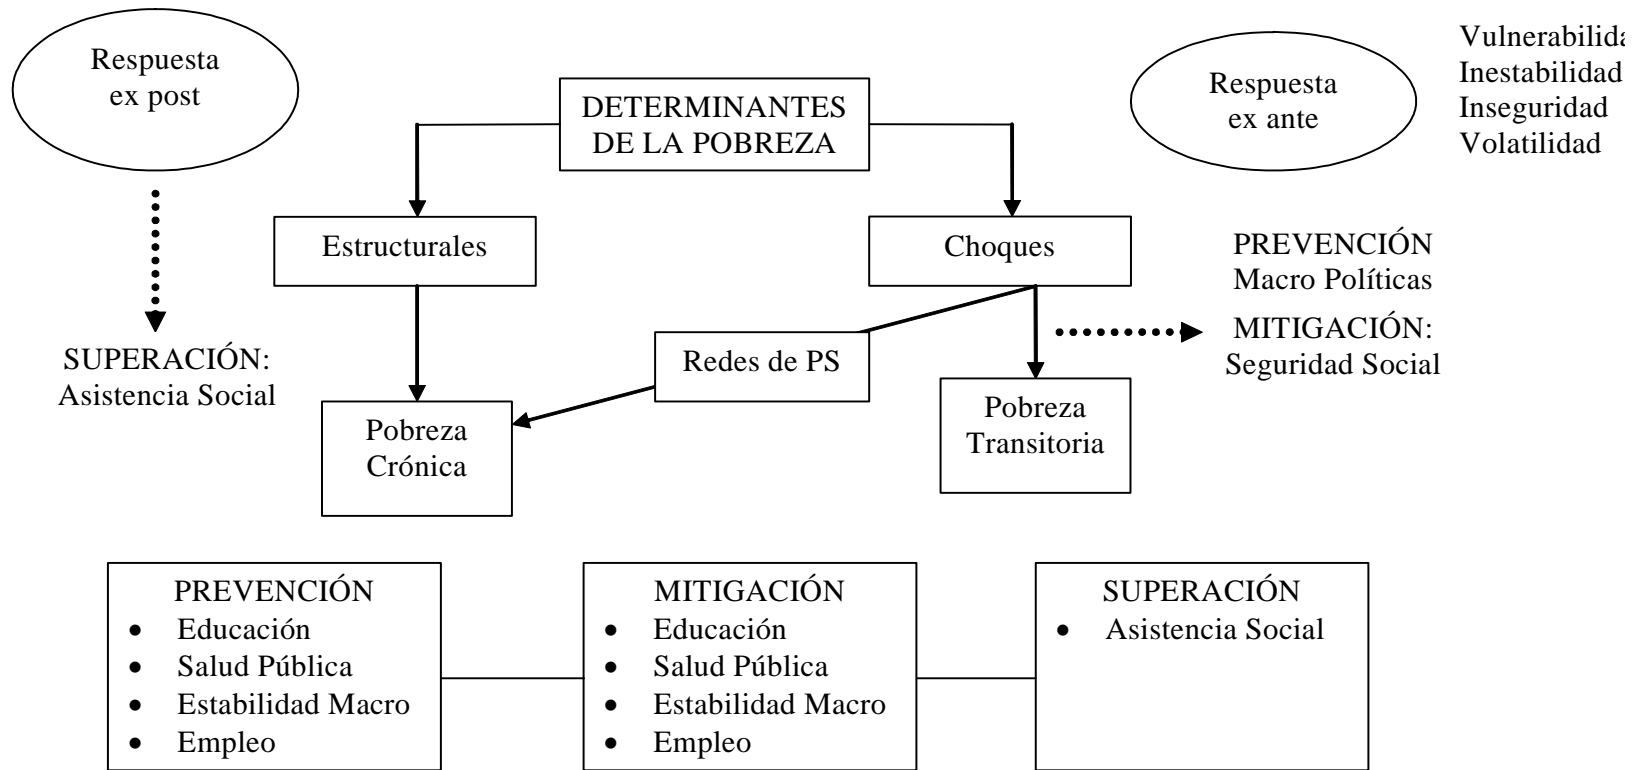 Respuesta
ex post
DETERMINANTES
DE LA POBREZA
Respuesta
ex ante
Vulnerabilida
Inestabilidad
Inseguridad
Volatilidad
Estructurales
Choques
PREVENCIÓN
Macro Políticas
MITIGACIÓN:
Seguridad Social
SUPERACIÓN:
Asistencia Social
Redes de PS
Pobreza
Crónica
Pobreza
Transitoria
PREVENCIÓN
• Educación
• Salud Pública
• Estabilidad Macro
• Empleo
MITIGACIÓN
• Educación
• Salud Pública
• Estabilidad Macro
• Empleo
SUPERACIÓN
• Asistencia Social